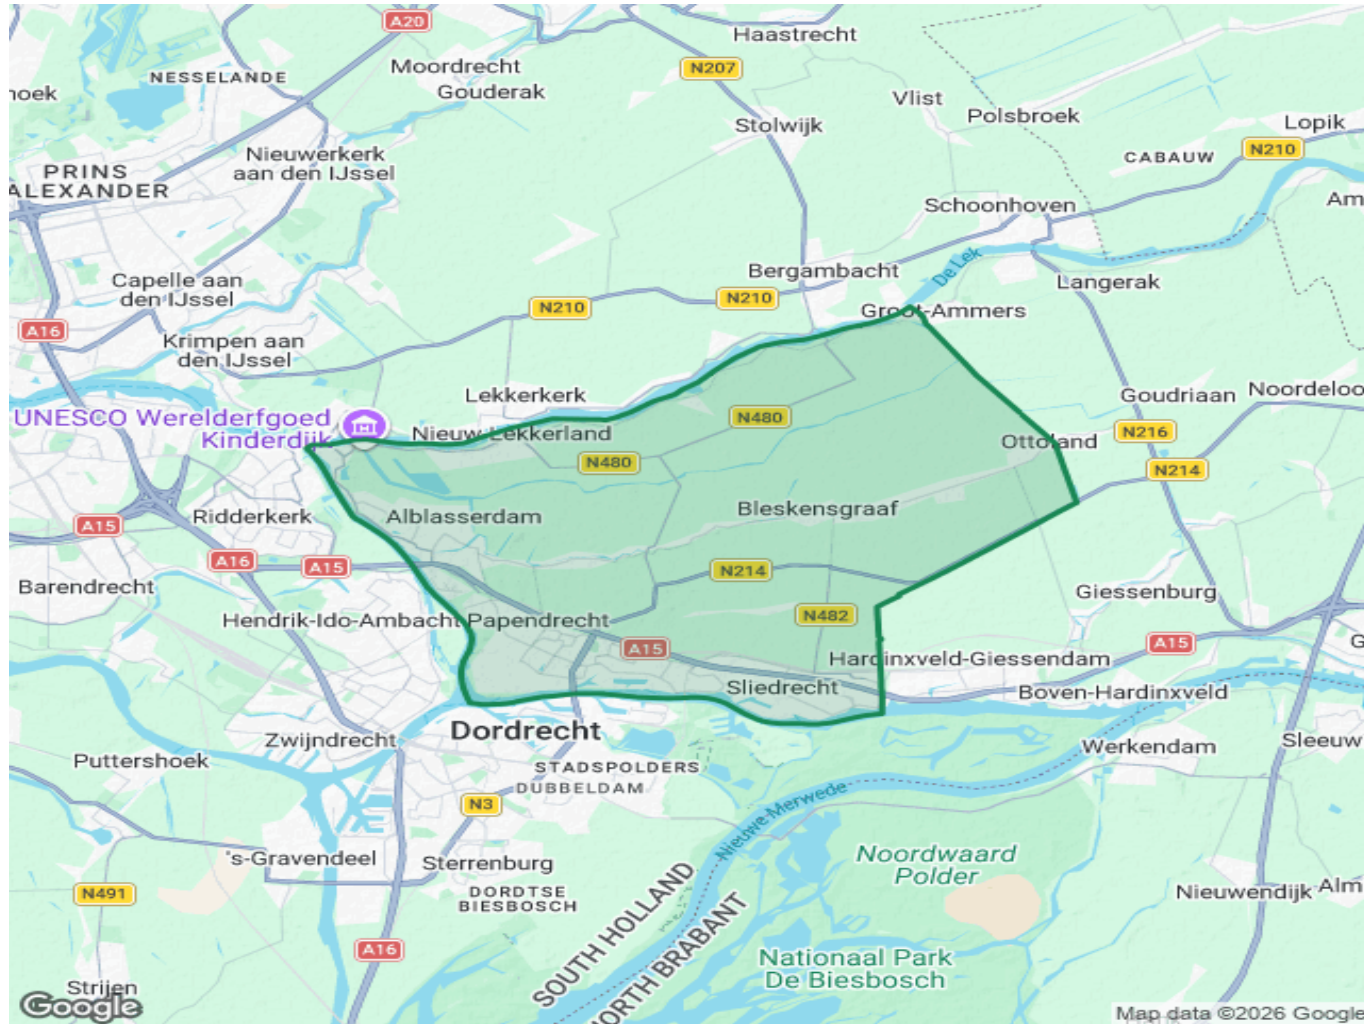 A20
Haastrecht
Moordrecht
N207
NESSELANDE
Gouderak
hoek
Vlist
Polsbroek
Stolwijk
Lopik
Nieuwerkerk
aan den IJssel
CABAUW
N210
PRINS
ALEXANDER
Schoonhoven
Am
De Lek
Bergambacht
Capelle aan
den IJssel
Langerak
N210
N210
Groot-Ammers
A16
Krimpen aan
den IJssel
Lekkerkerk
Goudriaan
Noordeloo
UNESCO Werelderfgoed
Kinderdijk
N480
Nieuw-Lekkerland
Ottoland
N216
N480
N214
Ridderkerk
Alblasserdam
Bleskensgraaf
A15
A16
A15
N214
Barendrecht
Giessenburg
Hendrik-Ido-Ambacht
Papendrecht
N482
A15
A15
G
Hardinxveld-Giessendam
Sliedrecht
Boven-Hardinxveld
Dordrecht
Zwijndrecht
Werkendam
Sleeuw
Puttershoek
STADSPOLDERS
DUBBELDAM
N3
Nieuwe Merwede
's-Gravendeel
Sterrenburg
Noordwaard
Polder
N491
DORDTSE
BIESBOSCH
Nieuwendijk
Alm
SOUTH HOLLAND
NORTH BRABANT
A16
Nationaal Park
De Biesbosch
Strijen
Google
Map data ©2026 Google